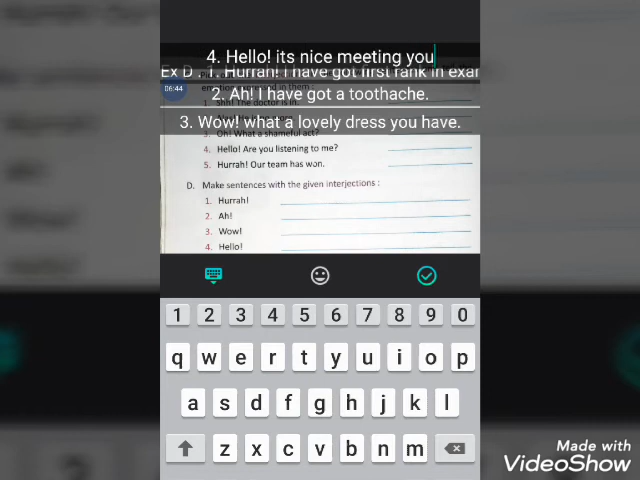 4. Hello! its nice meeting you
Ex D . 1. Hurrah! I have got first rank in exar
2. Ah! I have got a toothache.
06:44
1. Shh! The doctor is in.
3. Wow! what a lovely dress you have.
3. Oh! What a shameful act?
4. Hello! Are you listening to me?
5. Hurrah! Our team has won.
D. Make sentences with the given interjections :
1. Hurrah!
2. Ah!
3. Wow!
4. Hello!
1 2 3 4 5 6 7 8 9 0
q w e r t y u i o p
a s d f g h j k l
z x c v b n m
Made with
VideoShow